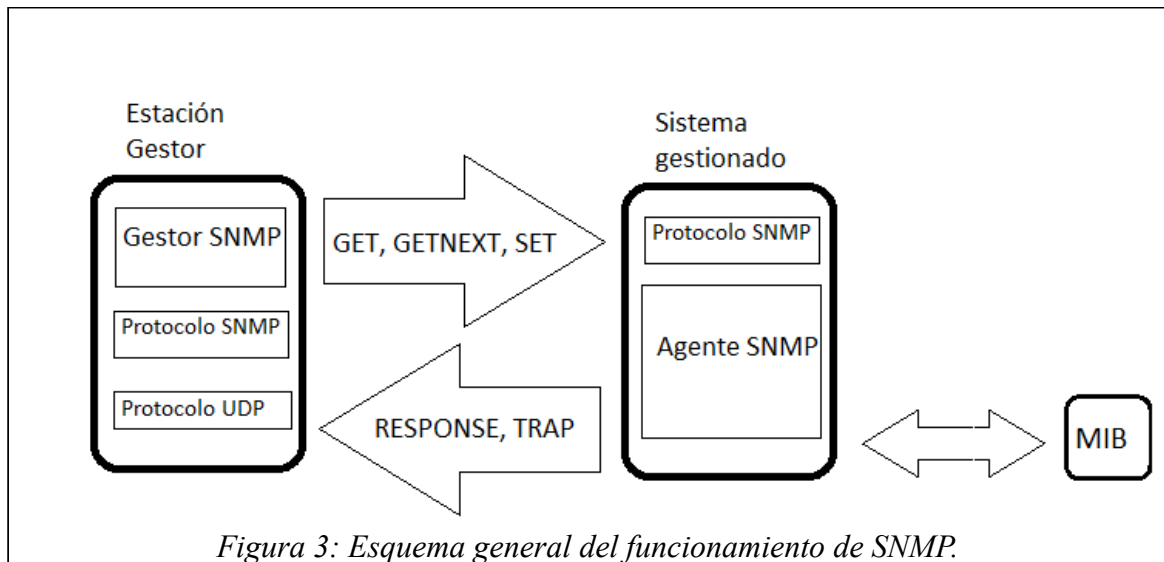 Estación
Gestor
Gestor SNMP
Protocolo SNMP
Protocolo UDP
GET, GETNEXT, SET
RESPONSE, TRAP
Sistema
gestionado
Protocolo SNMP
Agente SNMP
MIB
Figura 3: Esquema general del funcionamiento de SNMP.